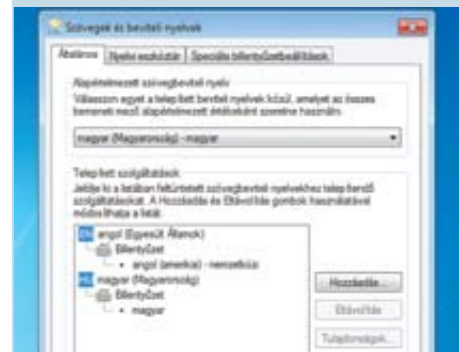 Szövegek és beviteli nyelvek
Általános Nyelvi eszköztár Speciális billentyűzetbeállítások
Alapértelmezett szövegbeviteli nyelv
Válasszon egyet a telepített beviteli nyelvek közül, amelyet az összes
bemeneti mező alapértelmezett értékeként szeretne használni.
magyar (Magyarország) - magyar
Telepített szolgáltatások
Jelölje ki a listában feltüntetett szövegbeviteli nyelvekhez telepítendő
szolgáltatásokat. A Hozzáadás és Eltávolítás gombok használatával
módosíthatja a listát.
EN angol (Egyesült Államok)
Billentyűzet
angol (amerikai) - nemzetközi
HU magyar (Magyarország)
Billentyűzet
magyar
Hozzáadás...
Eltávolítás
Tulajdonságok...